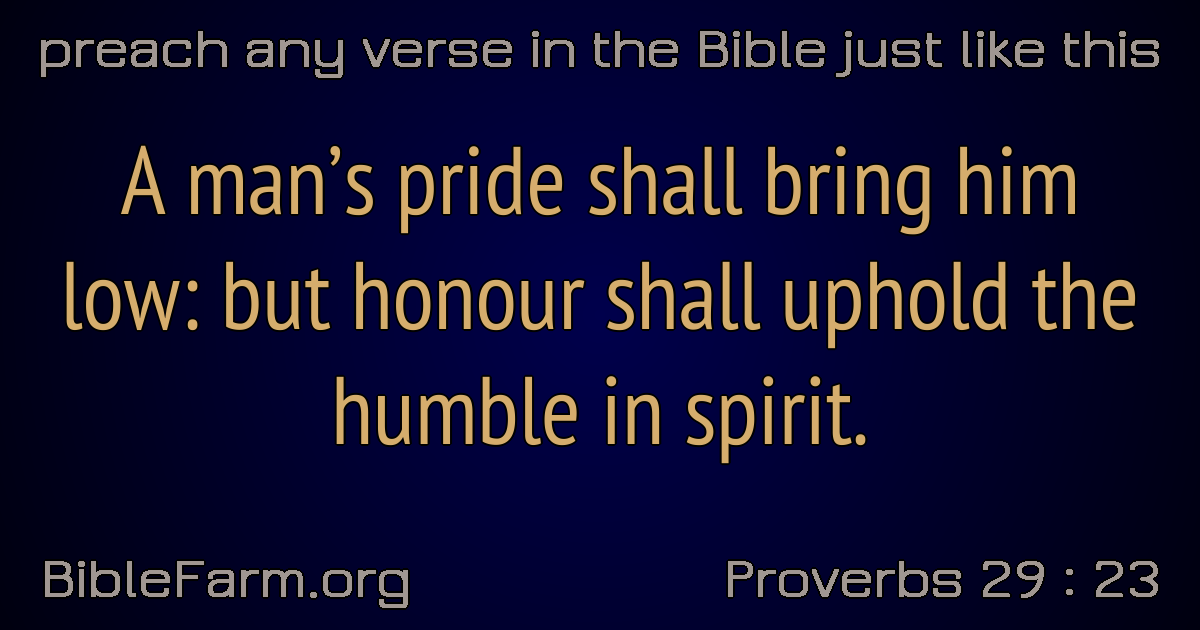 preach any verse in the Bible just like this
A man’s pride shall bring him
low: but honour shall uphold the
humble in spirit.
BibleFarm.org
Proverbs 29 : 23